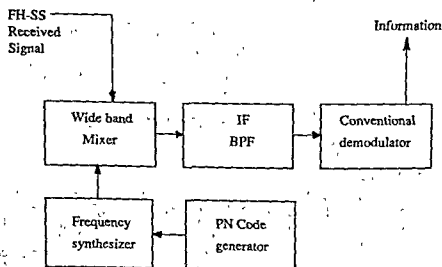 FH-SS
Received
Signal
Information
Wide band
Mixer
IF
BPF
Conventional
demodulator
Frequency
synthesizer
PN Code
generator